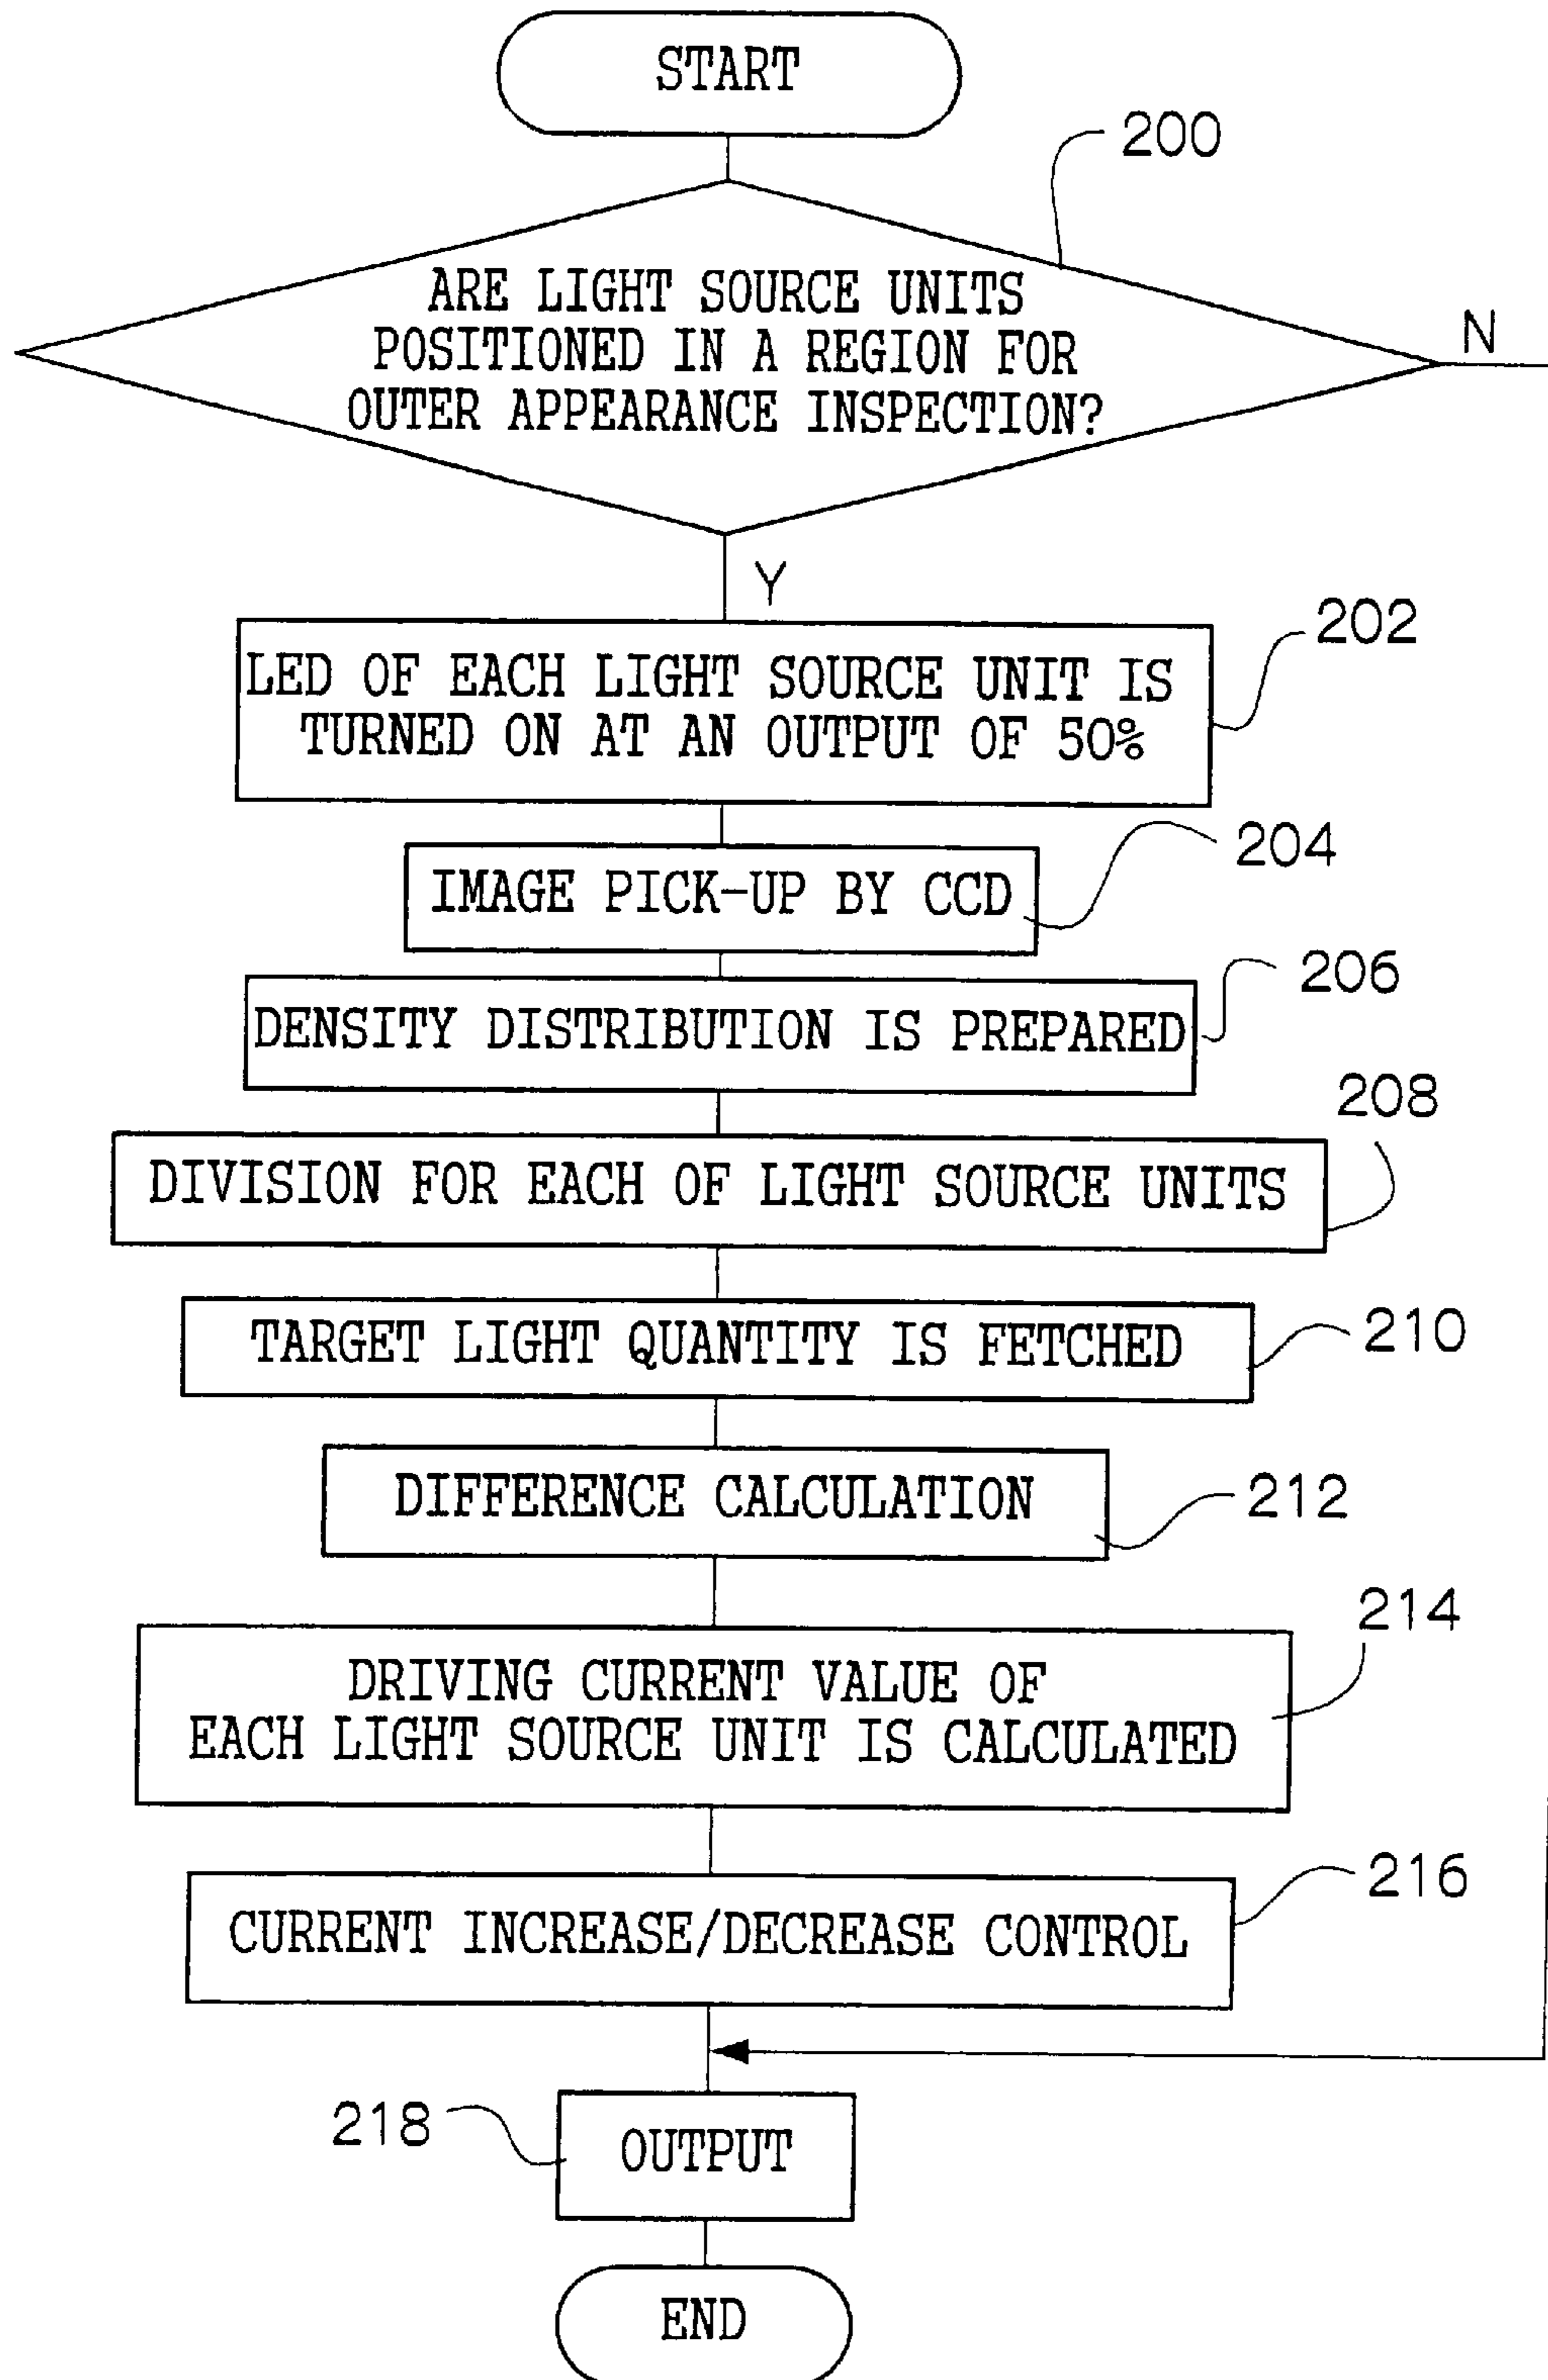 START
200
ARE LIGHT SOURCE UNITS
POSITIONED IN A REGION FOR
OUTER APPEARANCE INSPECTION?
N
Y
202
LED OF EACH LIGHT SOURCE UNIT IS
TURNED ON AT AN OUTPUT OF 50%
204
IMAGE PICK-UP BY CCD
206
DENSITY DISTRIBUTION IS PREPARED
208
DIVISION FOR EACH OF LIGHT SOURCE UNITS
TARGET LIGHT QUANTITY IS FETCHED
210
DIFFERENCE CALCULATION
212
214
DRIVING CURRENT VALUE OF
EACH LIGHT SOURCE UNIT IS CALCULATED
216
CURRENT INCREASE/DECREASE CONTROL
218
OUTPUT
END